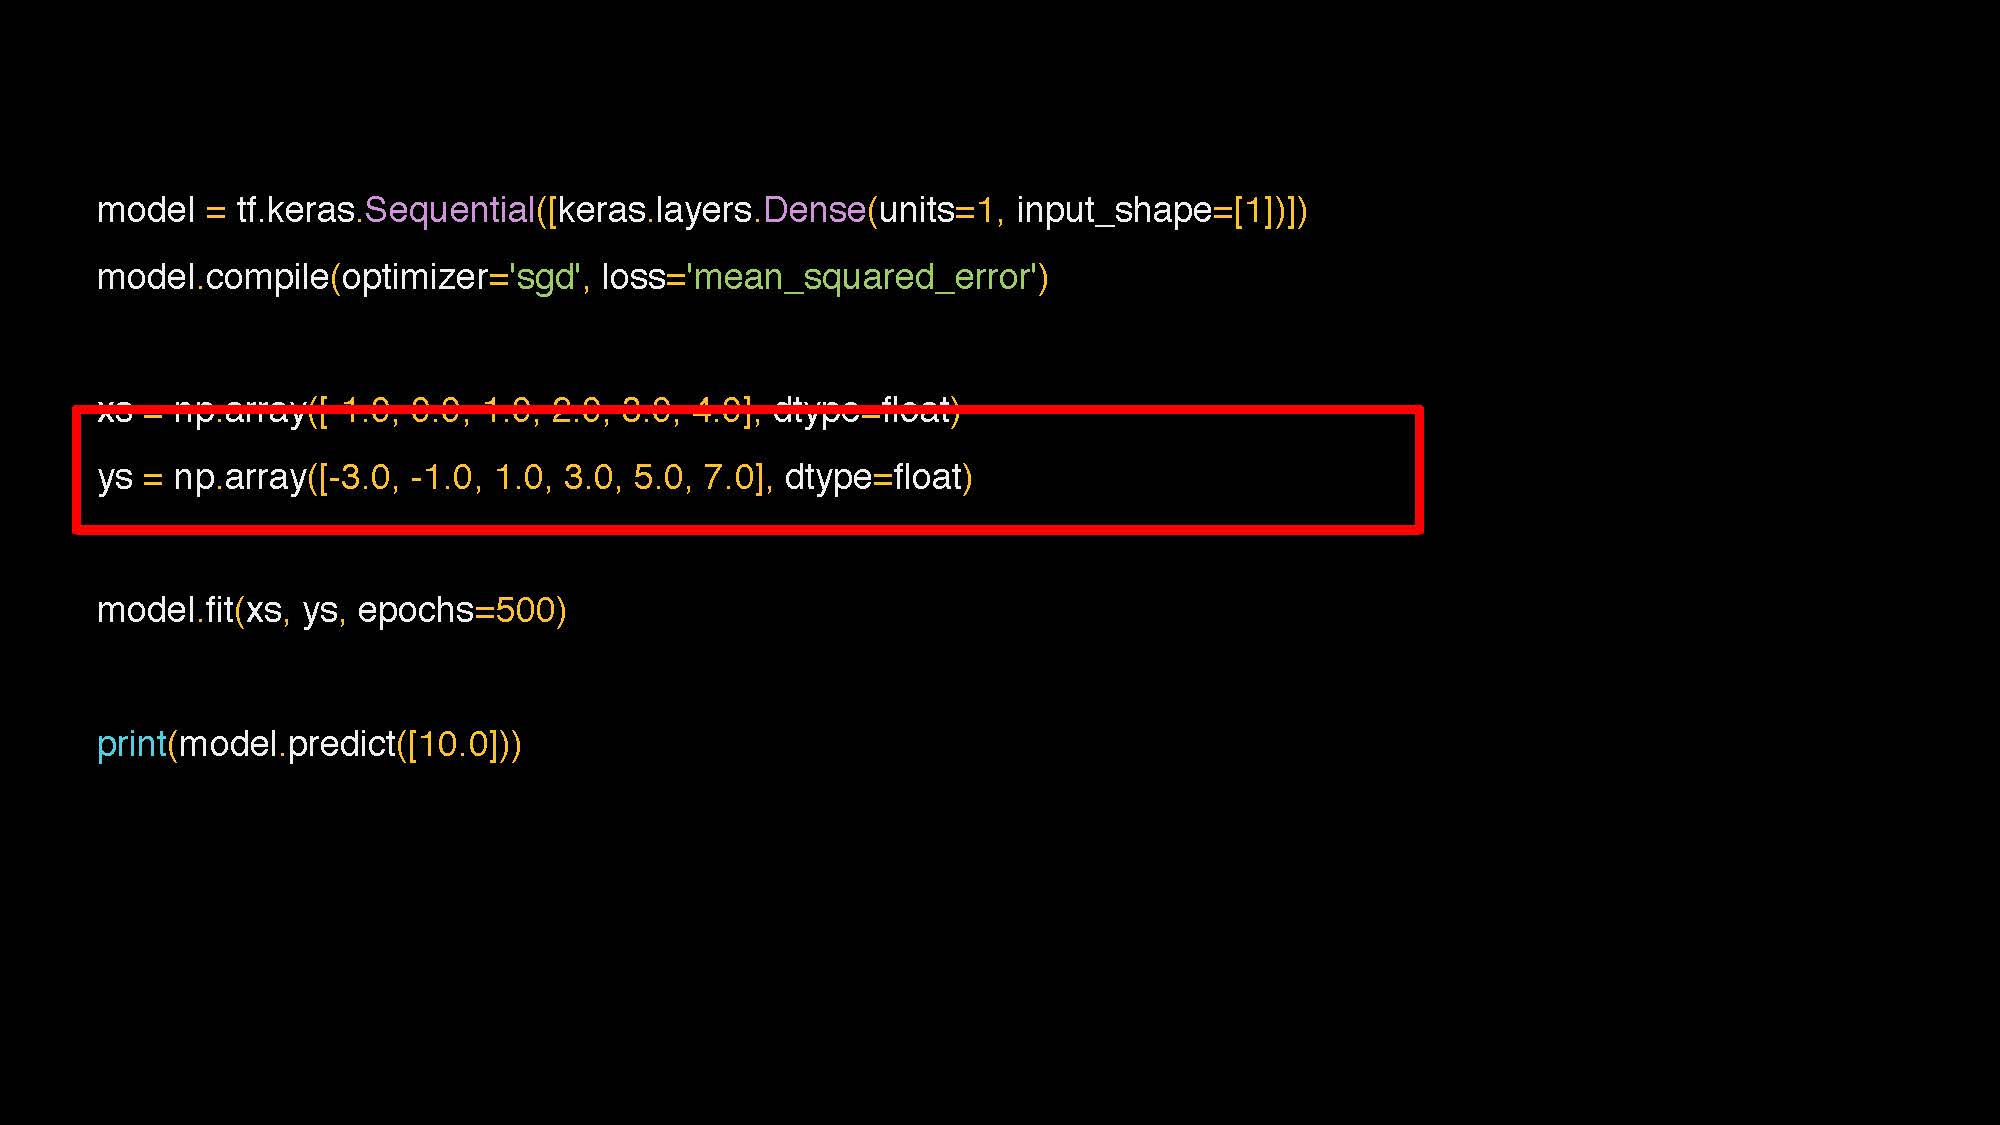 model = tf.keras.Sequential([keras.layers.Dense(units=1, input_shape=[1])])
model.compile(optimizer='sgd', loss='mean_squared_error')
xs = np.array([-1.0, 0.0, 1.0, 2.0, 3.0, 4.0], dtype=float)
ys = np.array([-3.0, -1.0, 1.0, 3.0, 5.0, 7.0], dtype=float)
model.fit(xs, ys, epochs=500)
print(model.predict([10.0]))